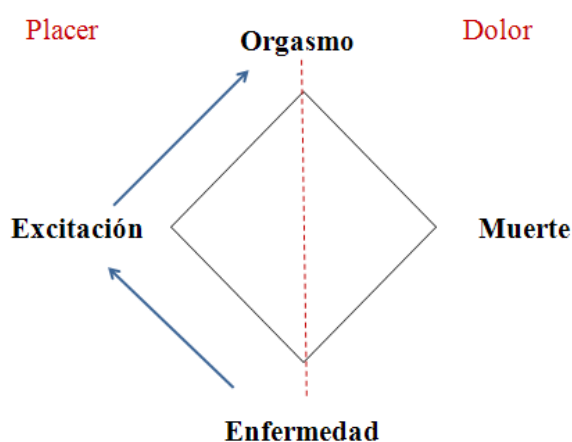 Placer
Orgasmo
Dolor
Excitación
Muerte
Enfermedad